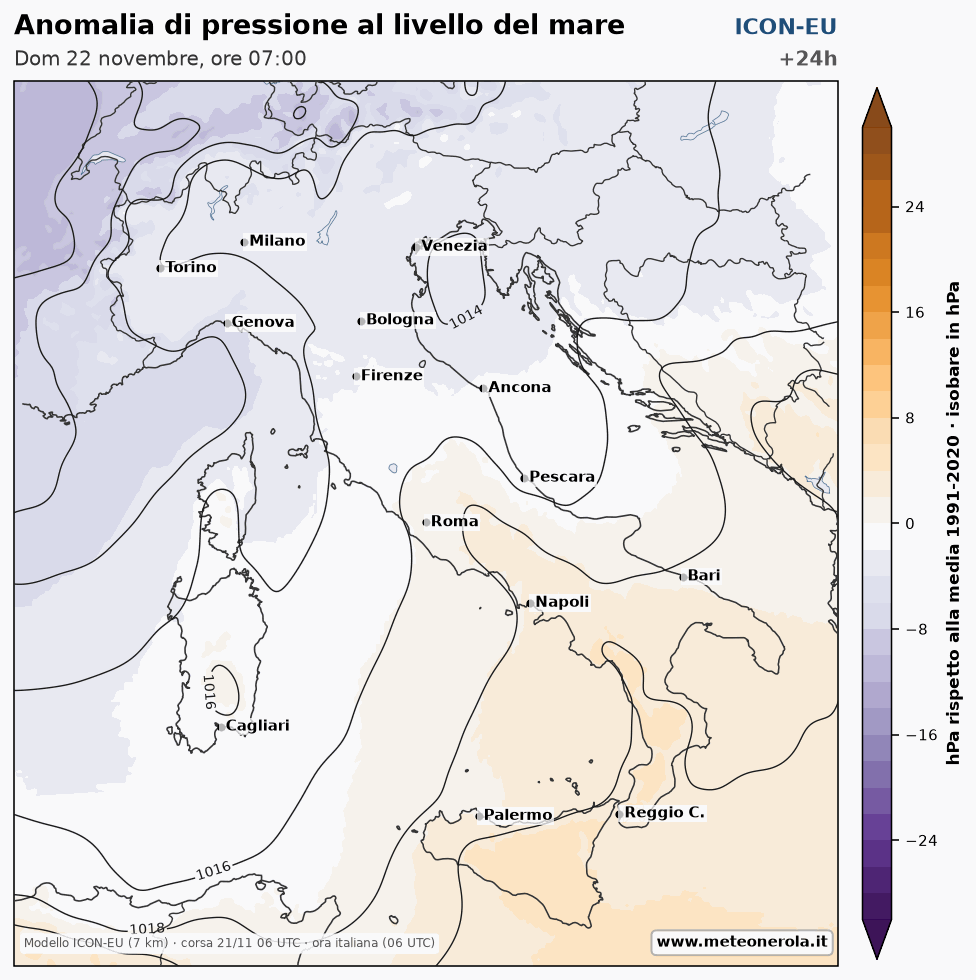 Anomalia di pressione al livello del mare
ICON-EU
Dom 22 novembre, ore 07:00
+24h
Milano
Venezia
Torino
1014
Bologna
Genova
Firenze
Ancona
Pescara
Roma
Bari
Napoli
1016
Cagliari
Palermo
Reggio C.
1016
1018
24
16
8
0
−8
−16
−24
hPa rispetto alla media 1991-2020 · isobare in hPa
Modello ICON-EU (7 km) · corsa 21/11 06 UTC · ora italiana (06 UTC)
www.meteonerola.it